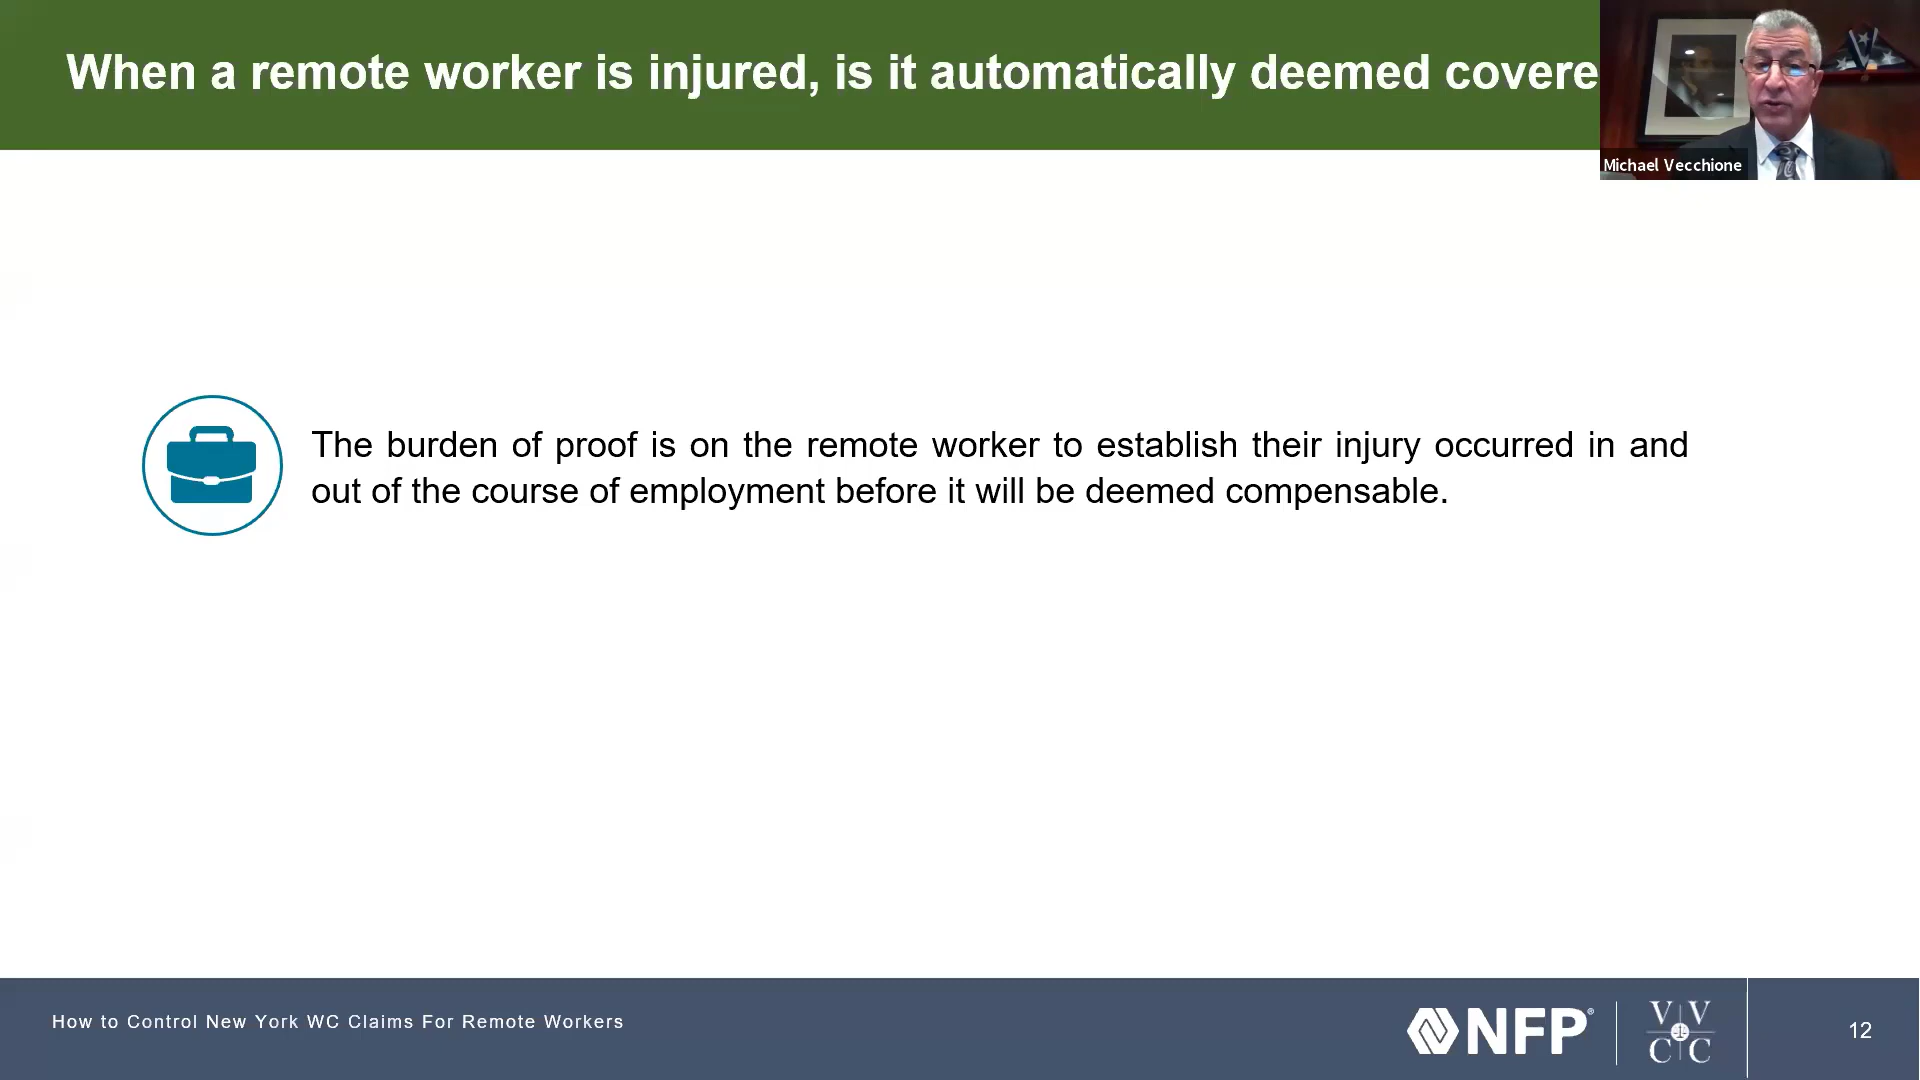 When a remote worker is injured, is it automatically deemed covere
Michael Vecchione
The burden of proof is on the remote worker to establish their injury occurred in and
out of the course of employment before it will be deemed compensable.
How to Control New York WC Claims For Remote Workers
NFP®
V V
C C
12